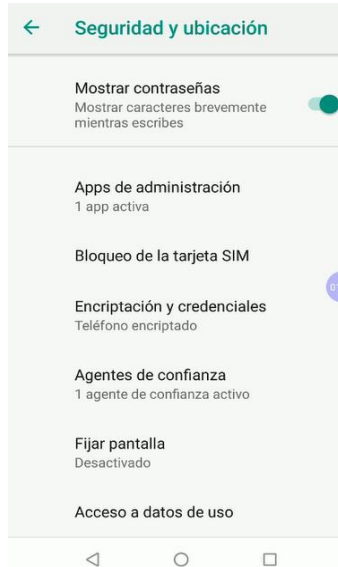 Seguridad y ubicación
Mostrar contraseñas
Mostrar caracteres brevemente
mientras escribes
Apps de administración
1 app activa
Bloqueo de la tarjeta SIM
Encriptación y credenciales
Teléfono encriptado
Agentes de confianza
1 agente de confianza activo
Fijar pantalla
Desactivado
Acceso a datos de uso